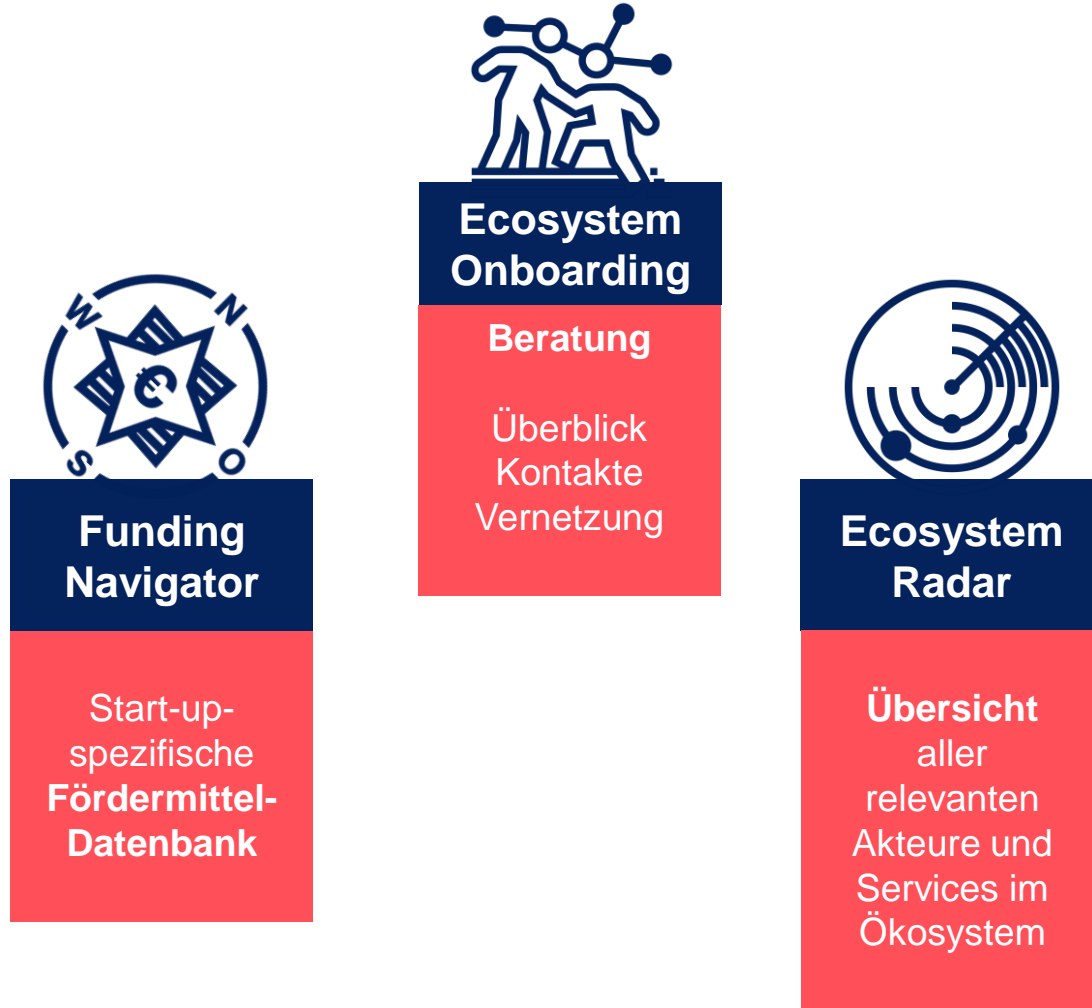 Ecosystem
Onboarding
Beratung
Überblick
Kontakte
Vernetzung
W
N
€
S
O
Funding
Navigator
Start-up-
spezifische
Fördermittel-
Datenbank
Ecosystem
Radar
Übersicht
aller
relevanten
Akteure und
Services im
Ökosystem